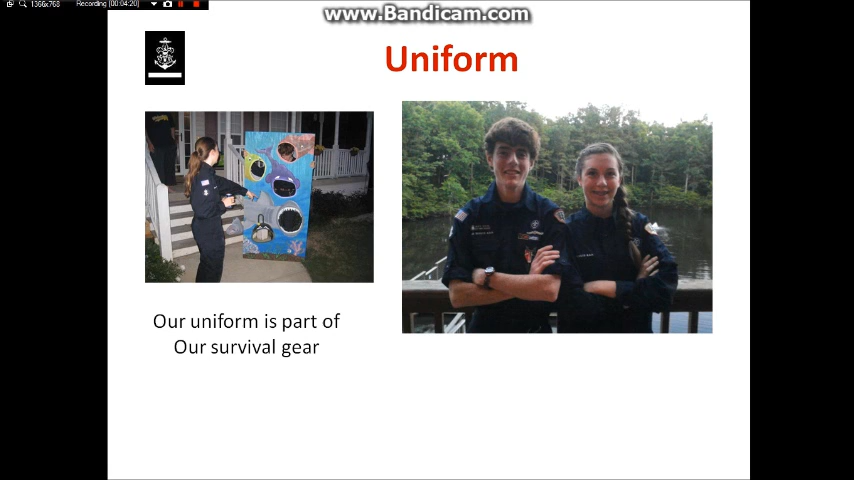 1366x768
Recording [00:04:20]
www.Bandicam.com
Uniform
Our uniform is part of
Our survival gear